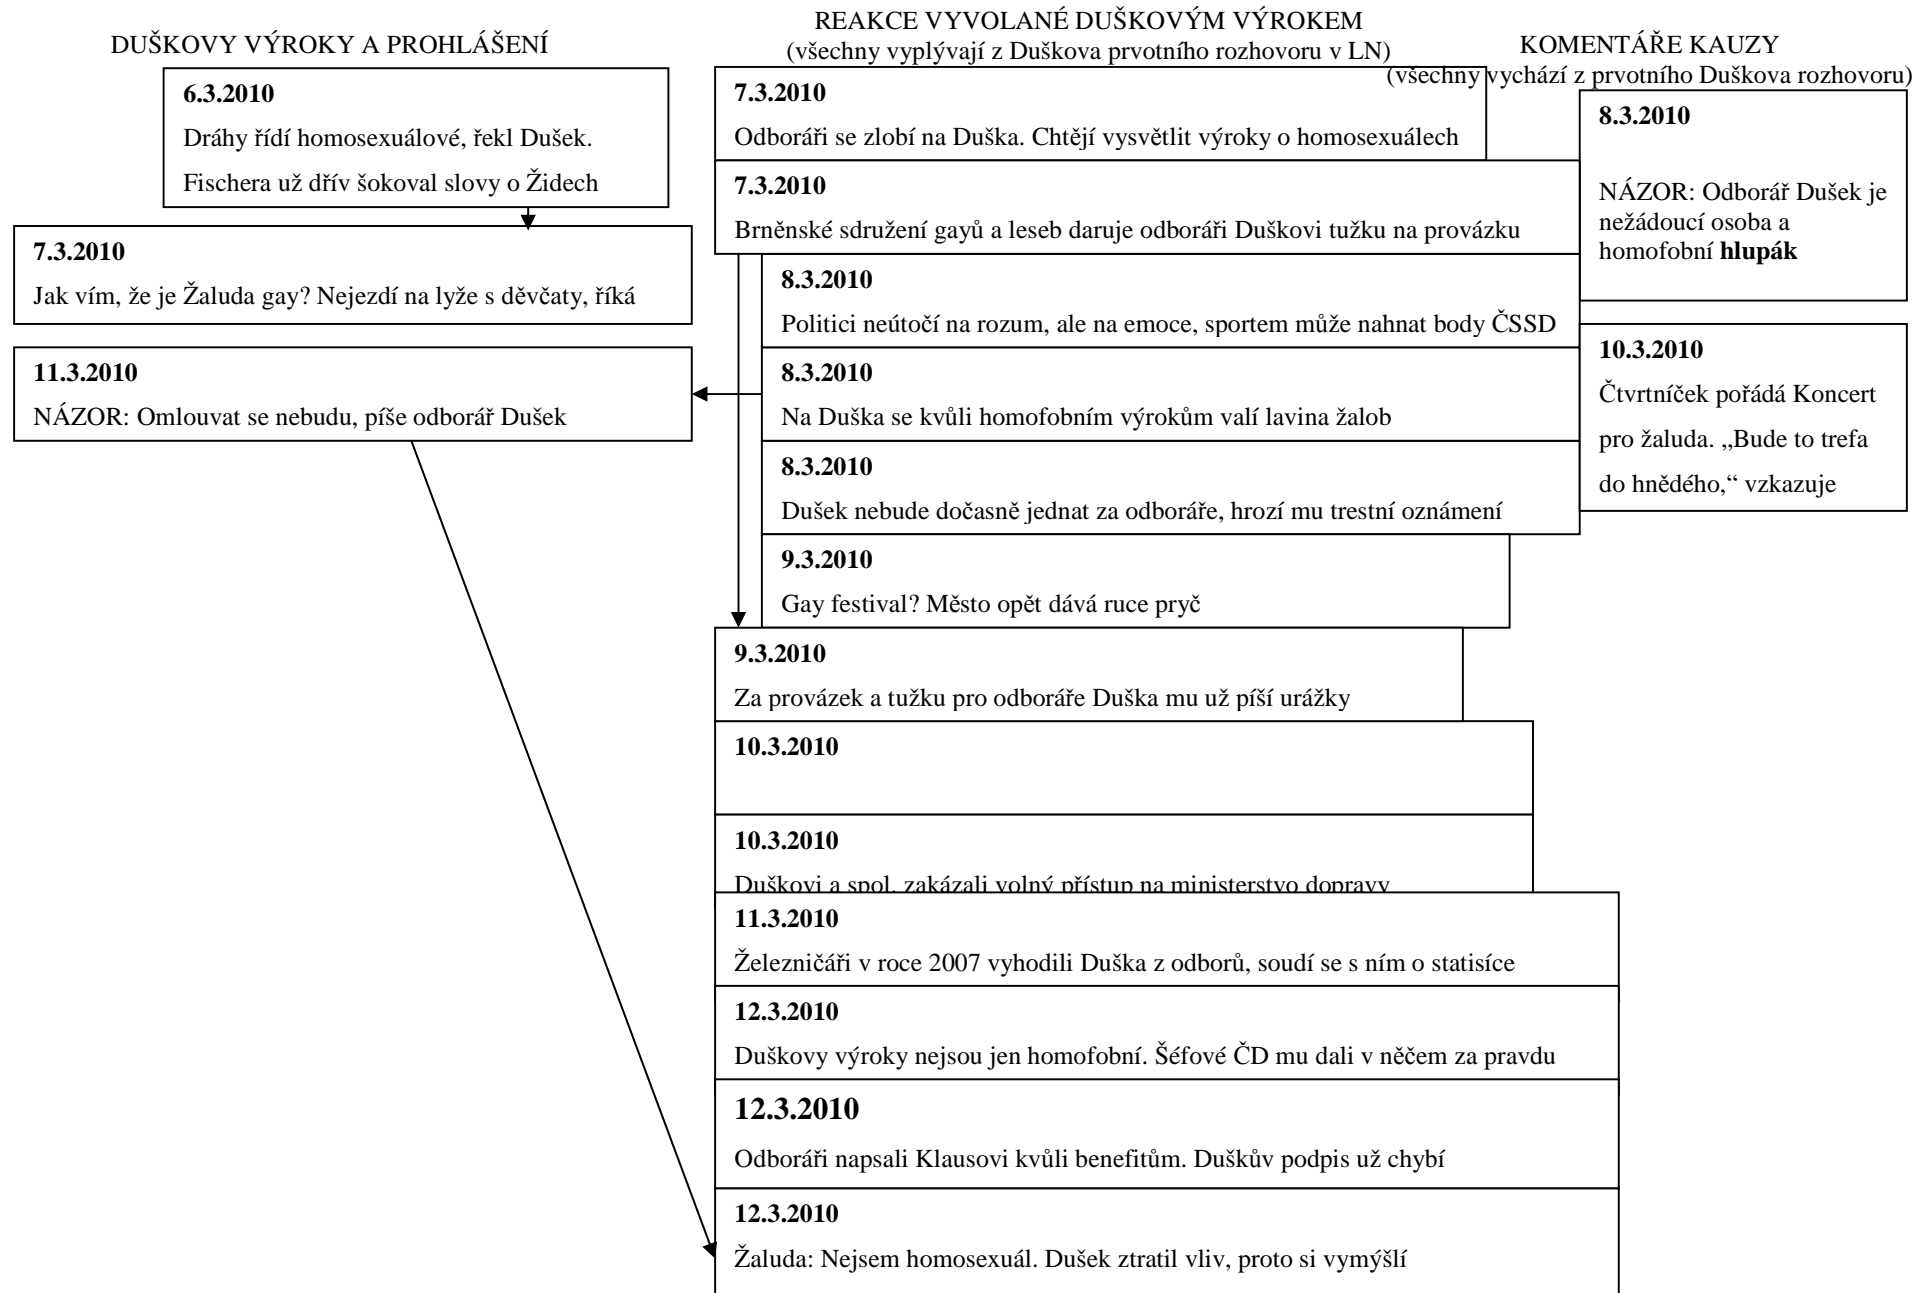 DUŠKOVY VÝROKY A PROHLÁŠENÍ
6.3.2010
Dráhy řídí homosexuálové, řekl Dušek.
Fischera už dřív šokoval slovy o Židech
7.3.2010
Jak vím, že je Žaluda gay? Nejezdí na lyže s děvčaty, říká
11.3.2010
NÁZOR: Omlouvat se nebudu, píše odborář Dušek
REAKCE VYVOLANÉ DUŠKOVÝM VÝROKEM
(všechny vyplývají z Duškova prvotního rozhovoru v LN)
7.3.2010
Odboráři se zlobí na Duška. Chtějí vysvětlit výroky o homosexuálech
7.3.2010
Brněnské sdružení gayů a leseb daruje odboráři Duškovi tužku na provázku
8.3.2010
Politici neútočí na rozum, ale na emoce, sportem může nahnat body ČSSD
8.3.2010
Na Duška se kvůli homofobním výrokům valí lavina žalob
8.3.2010
Dušek nebude dočasně jednat za odboráře, hrozí mu trestní oznámení
9.3.2010
Gay festival? Město opět dává ruce pryč
9.3.2010
Za provázek a tužku pro odboráře Duška mu už píší urážky
10.3.2010
10.3.2010
Duškovi a spol. zakázali volný přístup na ministerstvo dopravy
11.3.2010
Železničáři v roce 2007 vyhodili Duška z odborů, soudí se s ním o statisíce
12.3.2010
Duškovy výroky nejsou jen homofobní. Šéfové ČD mu dali v něčem za pravdu
12.3.2010
Odboráři napsali Klausovi kvůli benefitům. Duškův podpis už chybí
12.3.2010
Žaluda: Nejsem homosexuál. Dušek ztratil vliv, proto si vymýšlí
KOMENTÁŘE KAUZY
(všechny vychází z prvotního Duškova rozhovoru)
8.3.2010
NÁZOR: Odborář Dušek je
nežádoucí osoba a
homofobní hlupák
10.3.2010
Čtvrtníček pořádá Koncert
pro žaluda. „Bude to trefa
do hnědého,“ vzkazuje